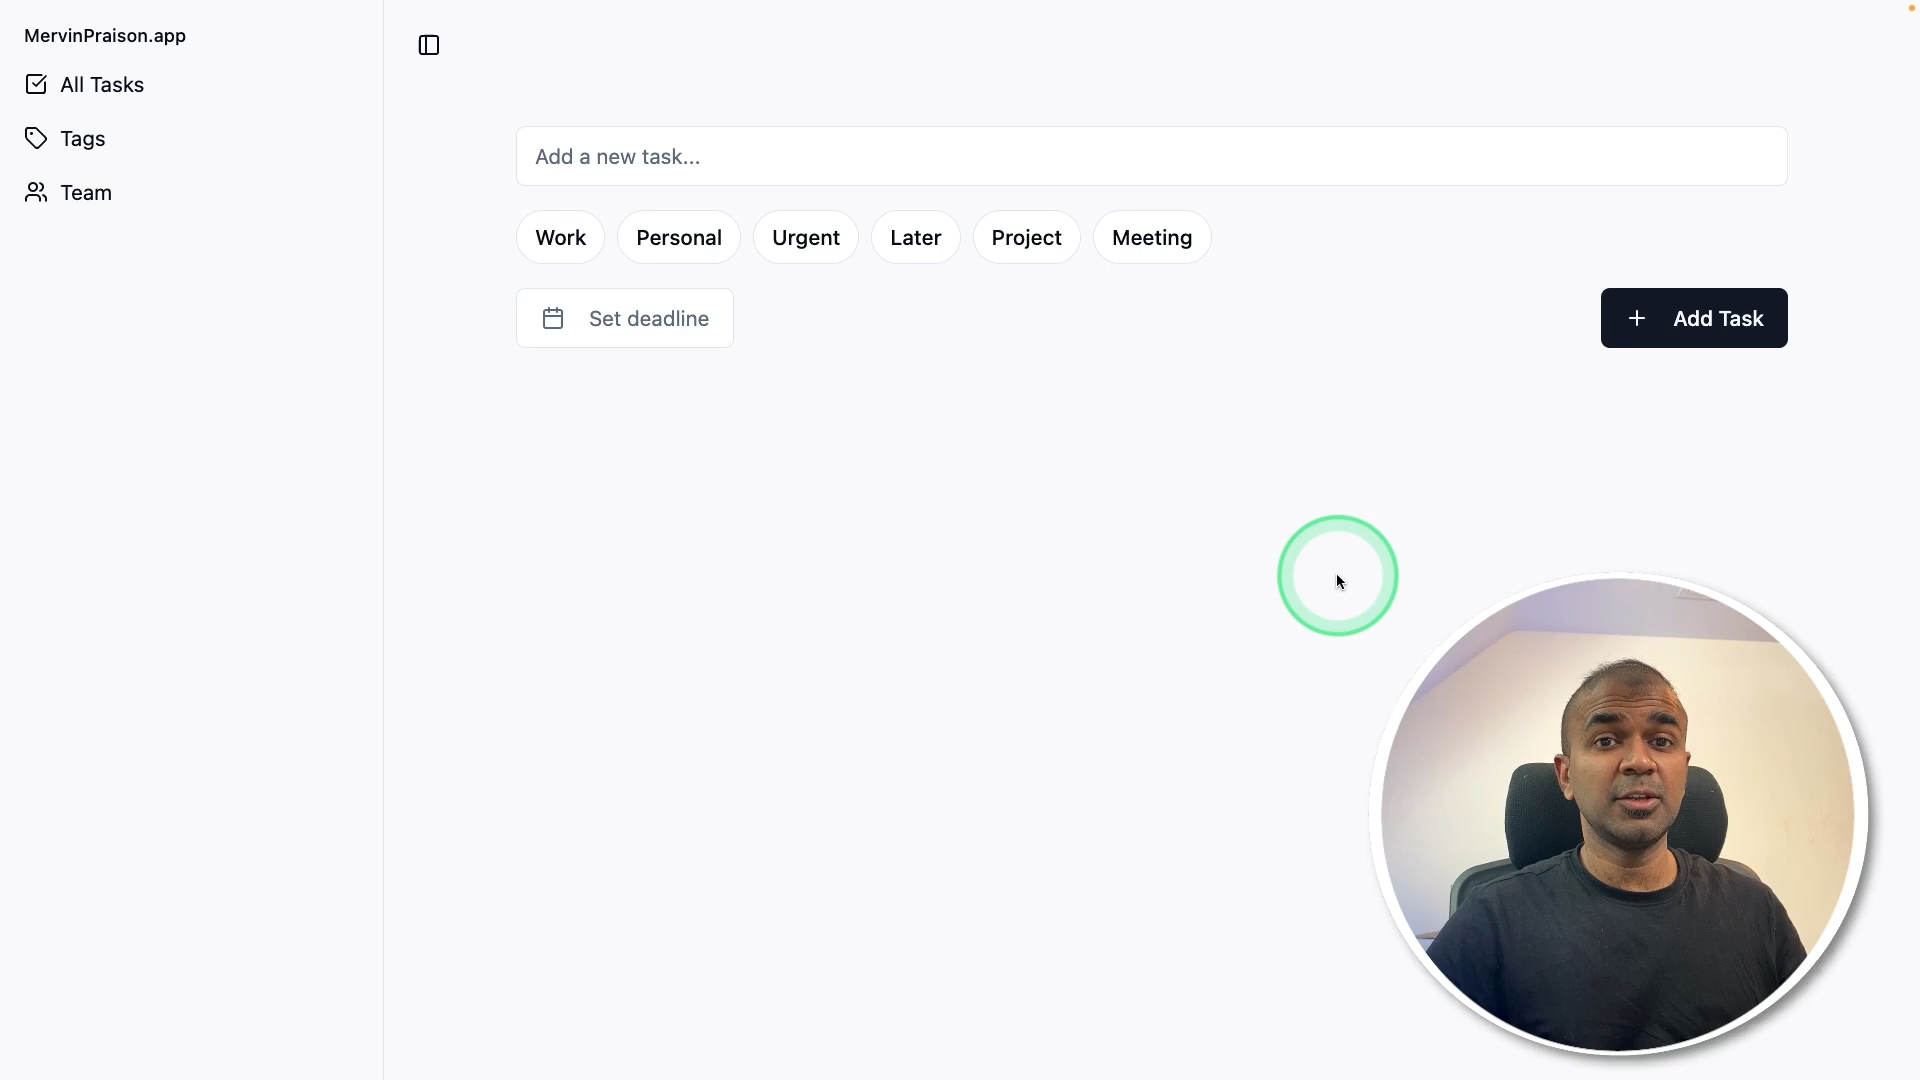 MervinPraison.app
All Tasks
Tags
Team
Add a new task...
Work Personal Urgent Later Project Meeting
Set deadline
Add Task